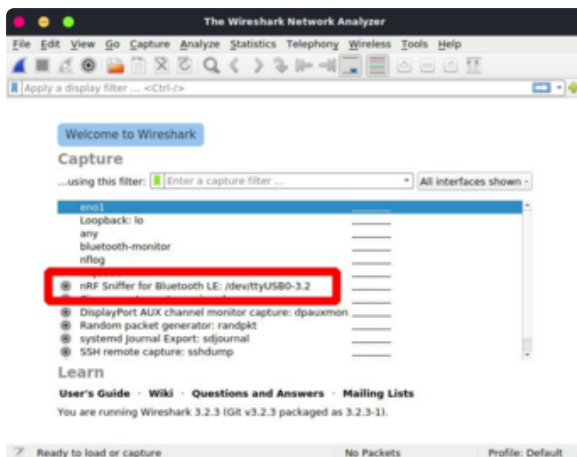 The Wireshark Network Analyzer
File Edit View Go Capture Analyze Statistics Telephony Wireless Tools Help
Apply a display filter ... <Ctrl-/>
Welcome to Wireshark
Capture
...using this filter: Enter a capture filter ... All interfaces shown
eno1
Loopback: lo
any
bluetooth-monitor
nflog
nRF Sniffer for Bluetooth LE: /dev/ttyUSB0-3.2
DisplayPort AUX channel monitor capture: dpauxmon
Random packet generator: randpkt
systemd Journal Export: sdjournal
SSH remote capture: sshdump
Learn
User's Guide · Wiki · Questions and Answers · Mailing Lists
You are running Wireshark 3.2.3 (Git v3.2.3 packaged as 3.2.3-1).
Ready to load or capture No Packets Profile: Default